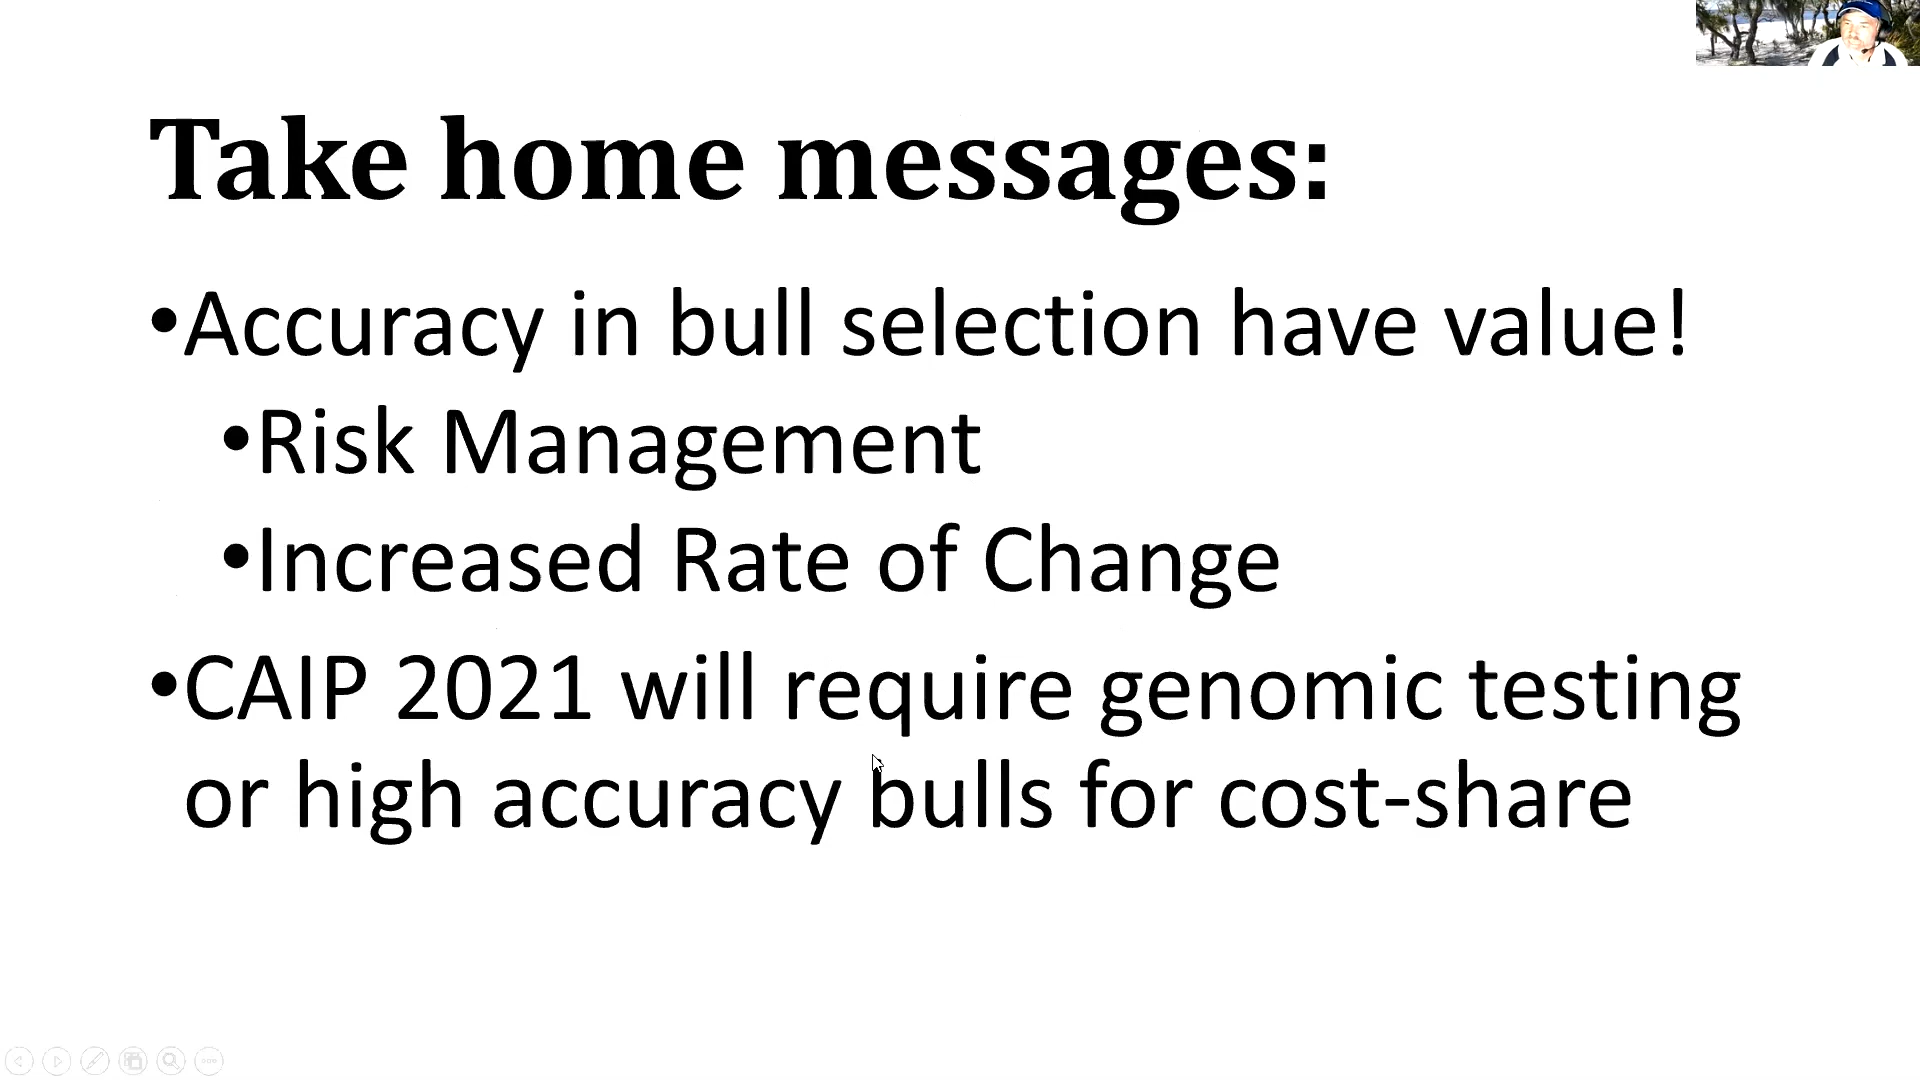 Take home messages:
•Accuracy in bull selection have value!
•Risk Management
•Increased Rate of Change
•CAIP 2021 will require genomic testing
or high accuracy bulls for cost-share